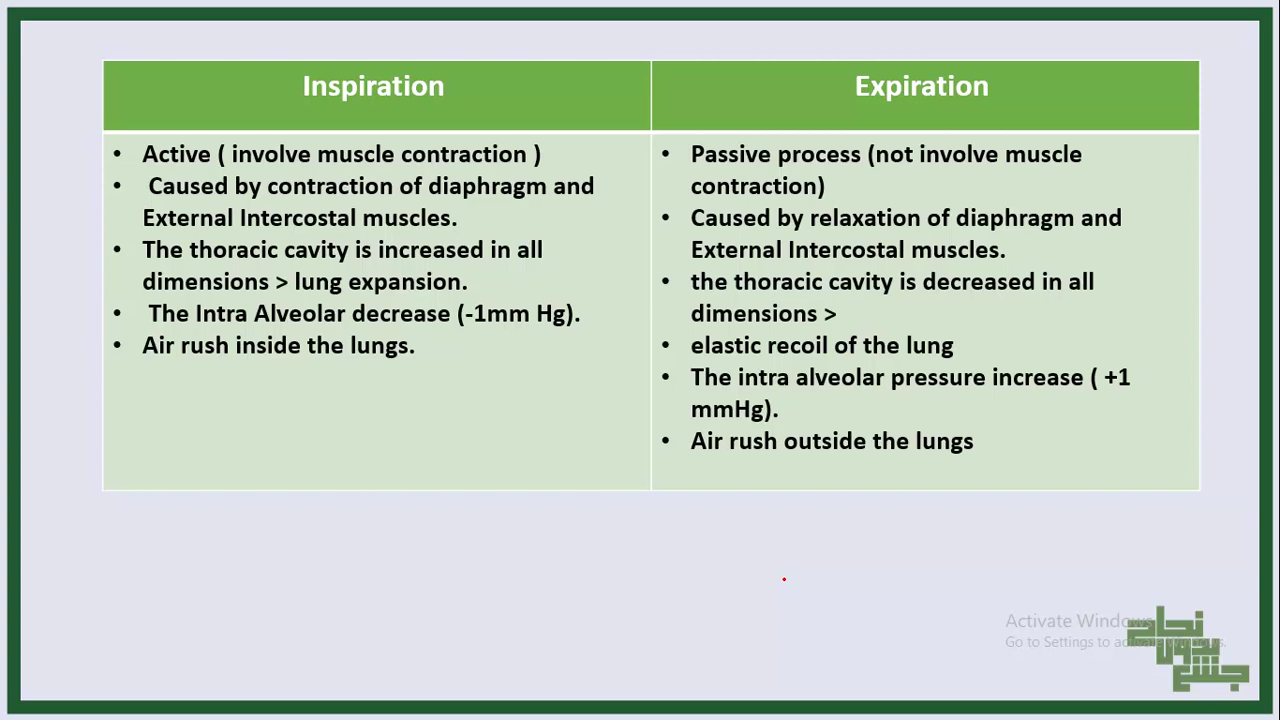 Inspiration
Expiration
• Active ( involve muscle contraction )
• Caused by contraction of diaphragm and
External Intercostal muscles.
• The thoracic cavity is increased in all
dimensions > lung expansion.
• The Intra Alveolar decrease (-1mm Hg).
• Air rush inside the lungs.
• Passive process (not involve muscle
contraction)
• Caused by relaxation of diaphragm and
External Intercostal muscles.
• the thoracic cavity is decreased in all
dimensions >
• elastic recoil of the lung
• The intra alveolar pressure increase ( +1
mmHg).
• Air rush outside the lungs
Activate Windows
Go to Settings to activate Windows.
نجاح
بدون
جشع